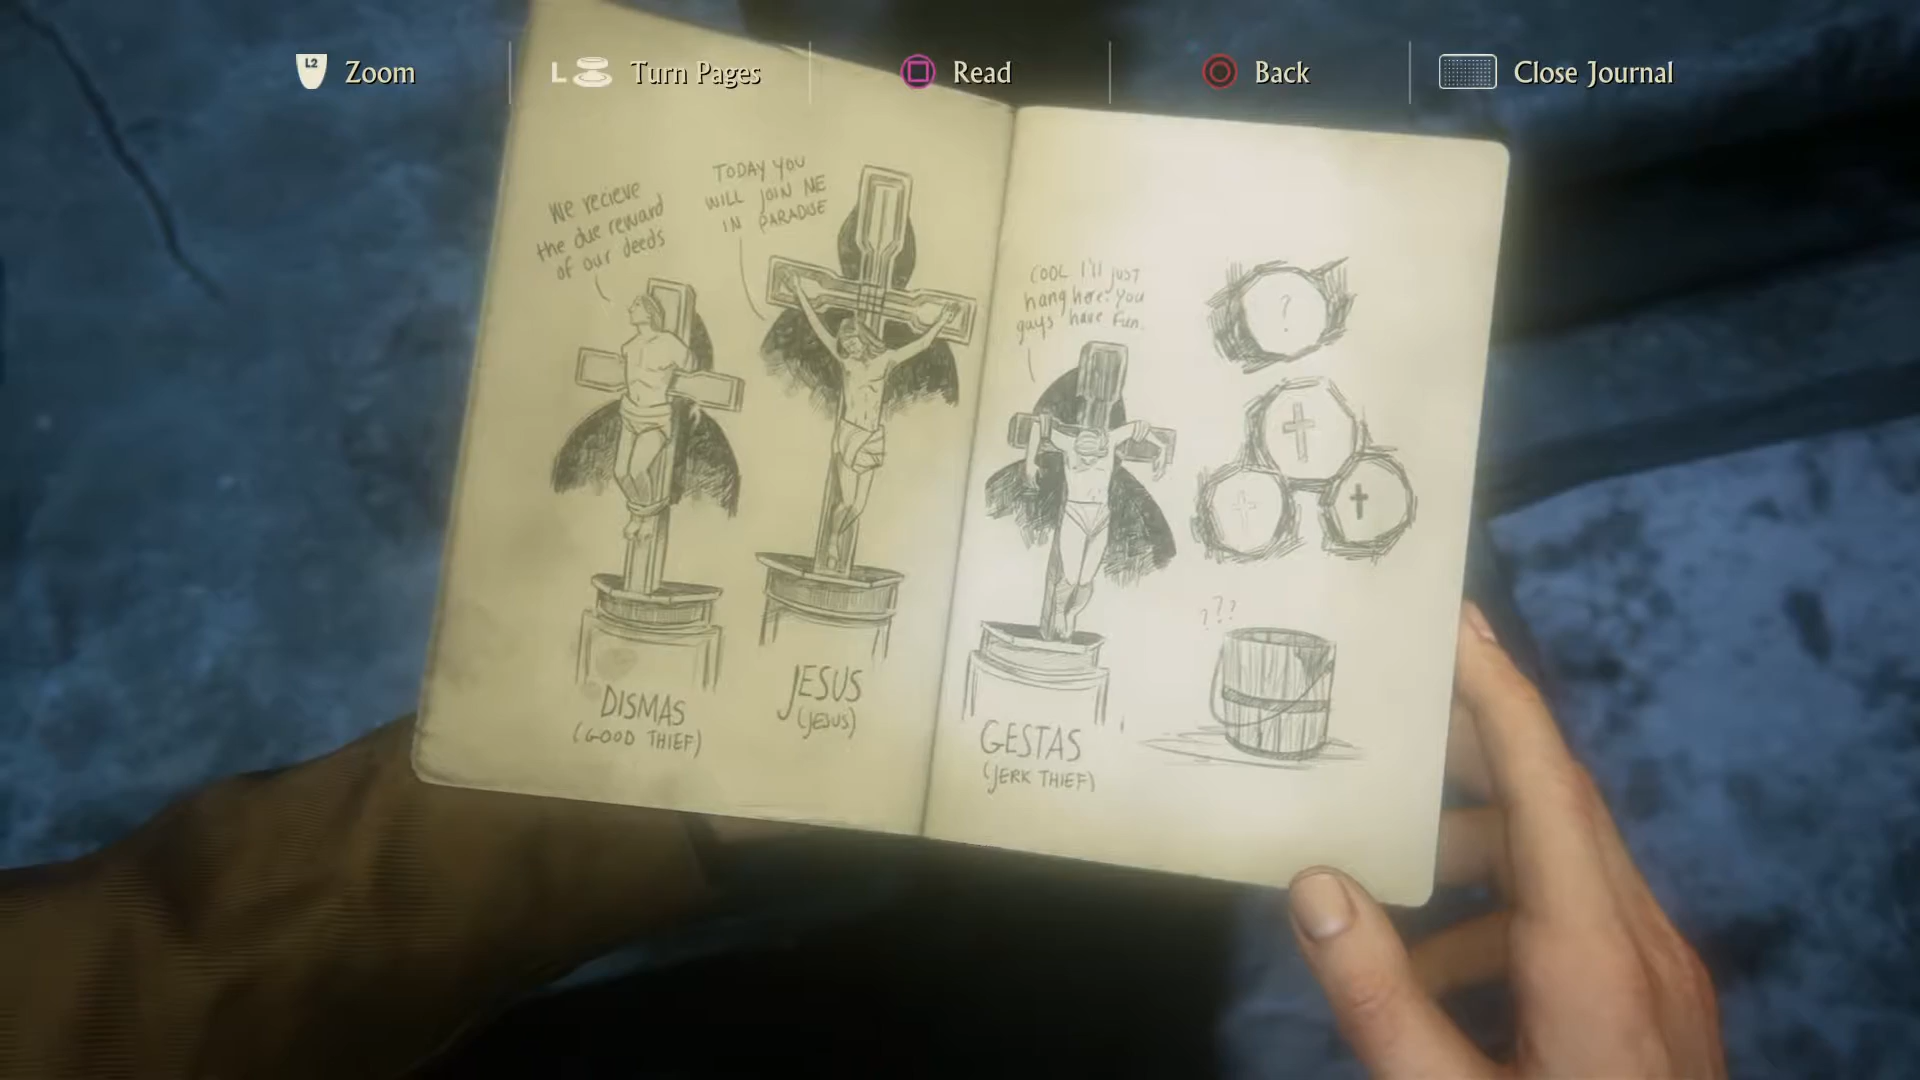 L2 Zoom
L Turn Pages
Read
Back
Close Journal
We recieve
the due reward
of our deeds
TODAY YOU
WILL JOIN ME
IN PARADISE
COOL I'll just
hang here. You
guys have fun.
?
???
DISMAS
(GOOD THIEF)
JESUS
(JESUS)
GESTAS
(JERK THIEF)